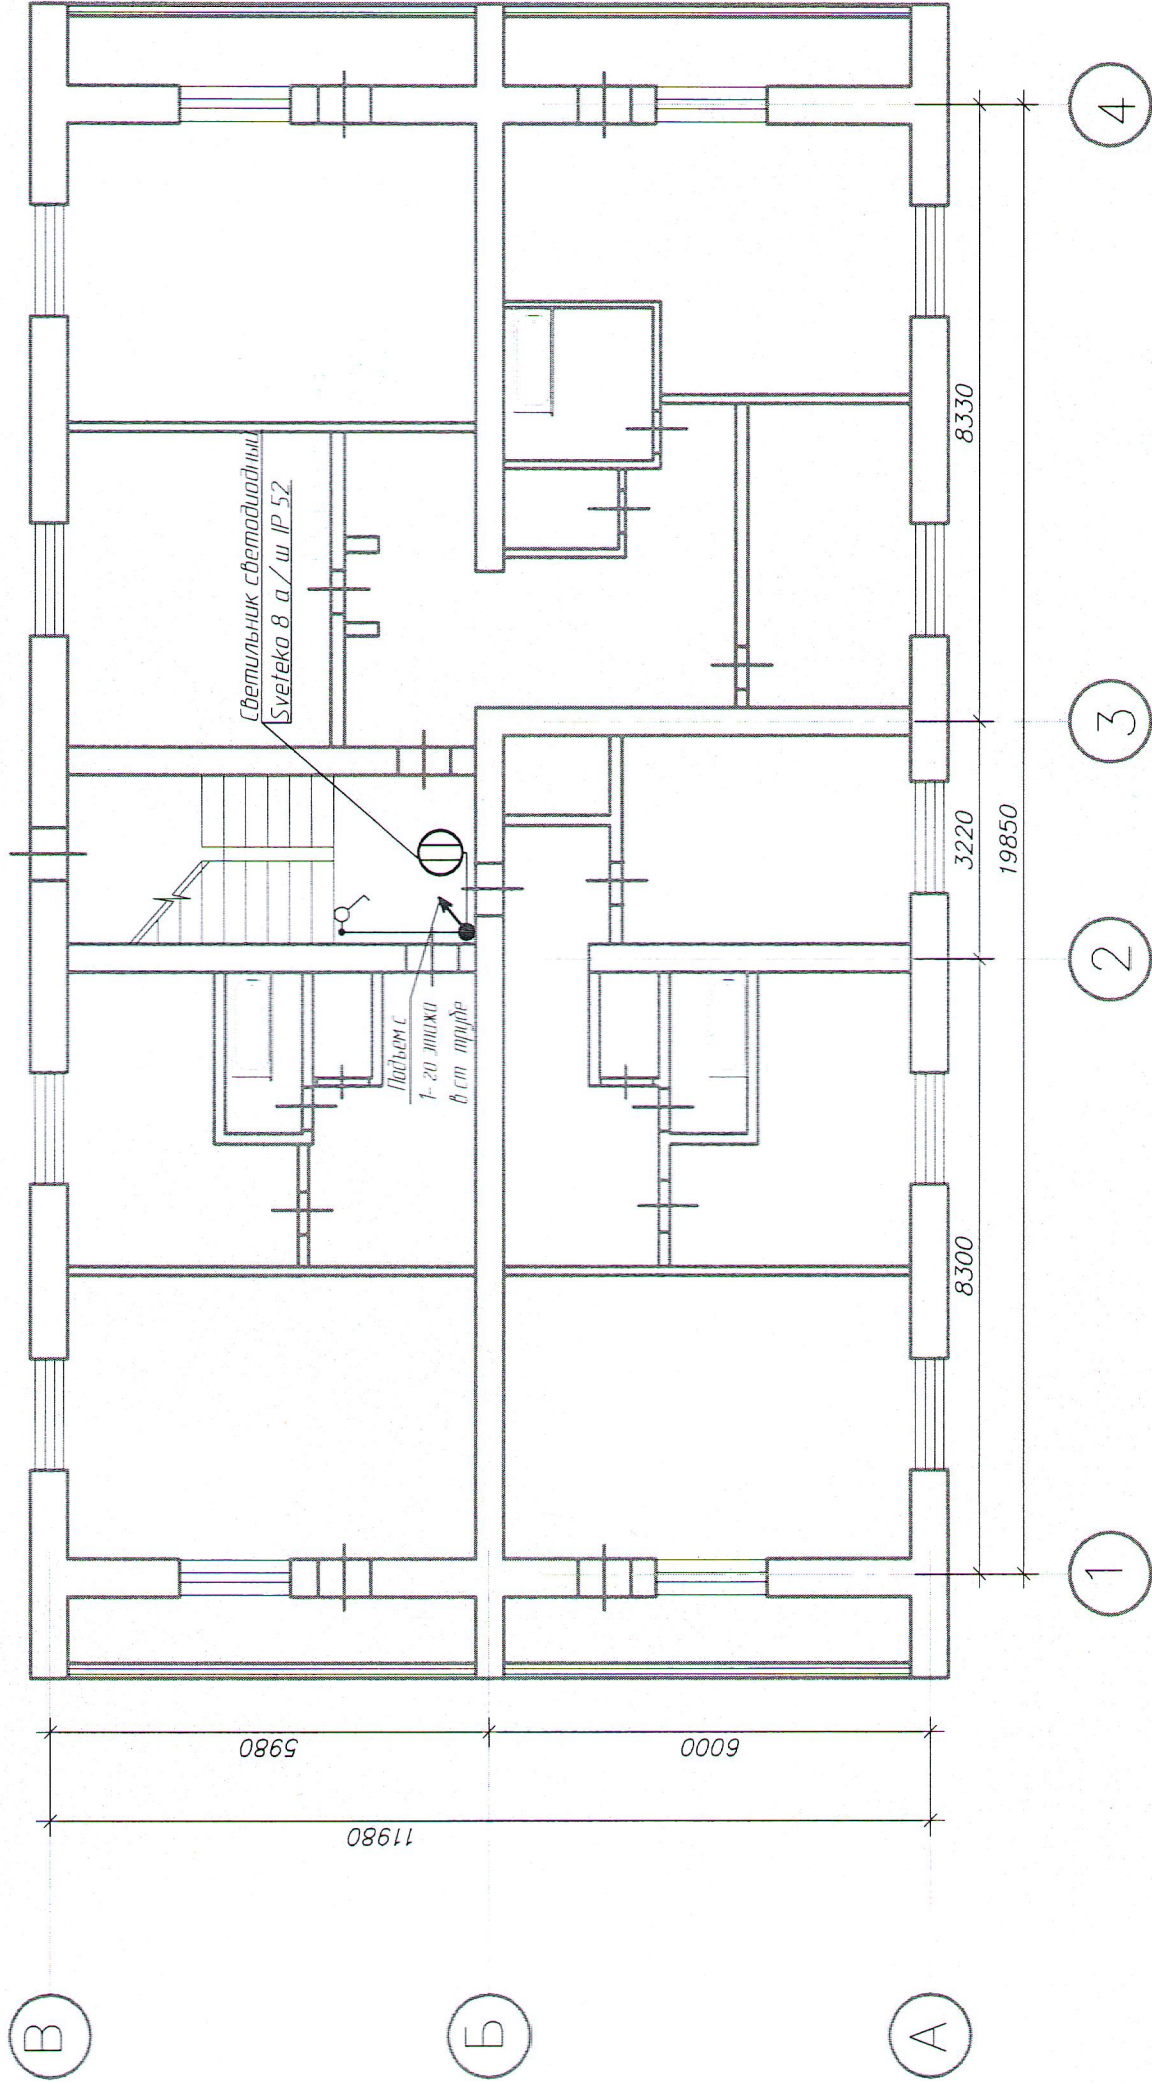 Светильник светодиодный
Sveteko 8 а/ш IP 52
Подъем с
1-го этажа
в ст трубе
8300
3220
8330
19850
5980
6000
11980
В
Б
А
1
2
3
4